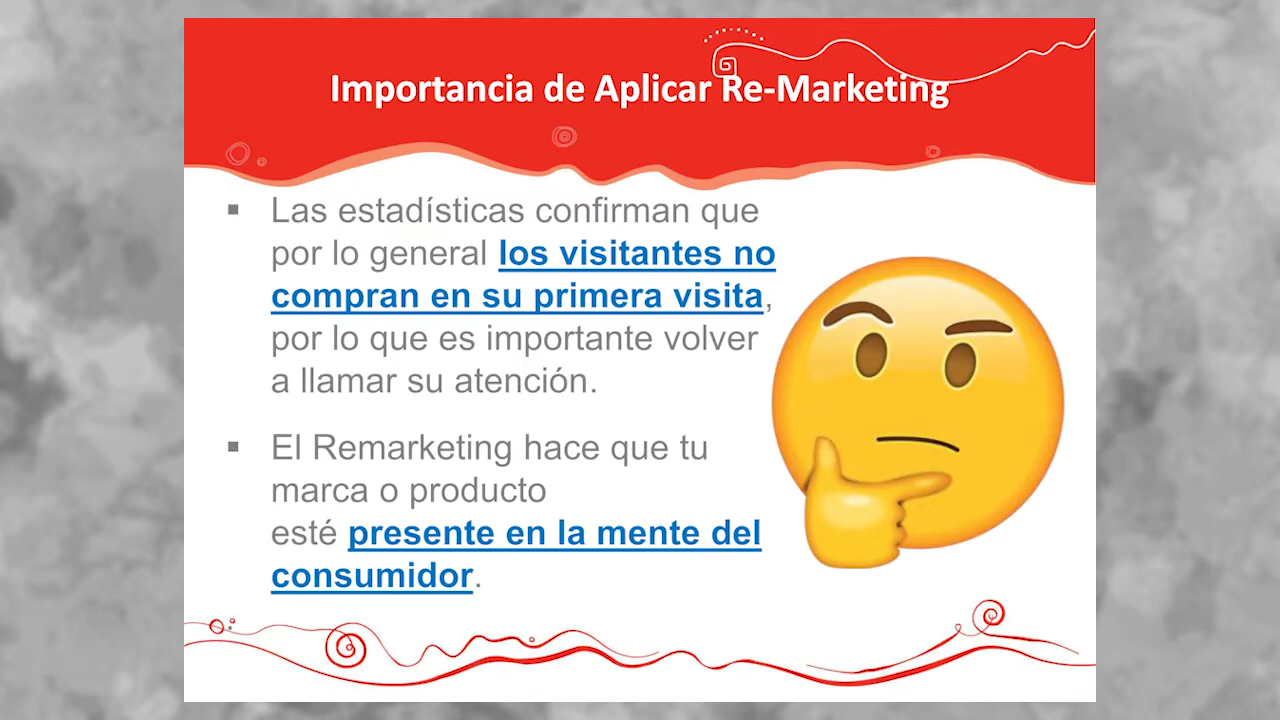 Importancia de Aplicar Re-Marketing
▪ Las estadísticas confirman que
por lo general los visitantes no
compran en su primera visita,
por lo que es importante volver
a llamar su atención.
▪ El Remarketing hace que tu
marca o producto
esté presente en la mente del
consumidor.